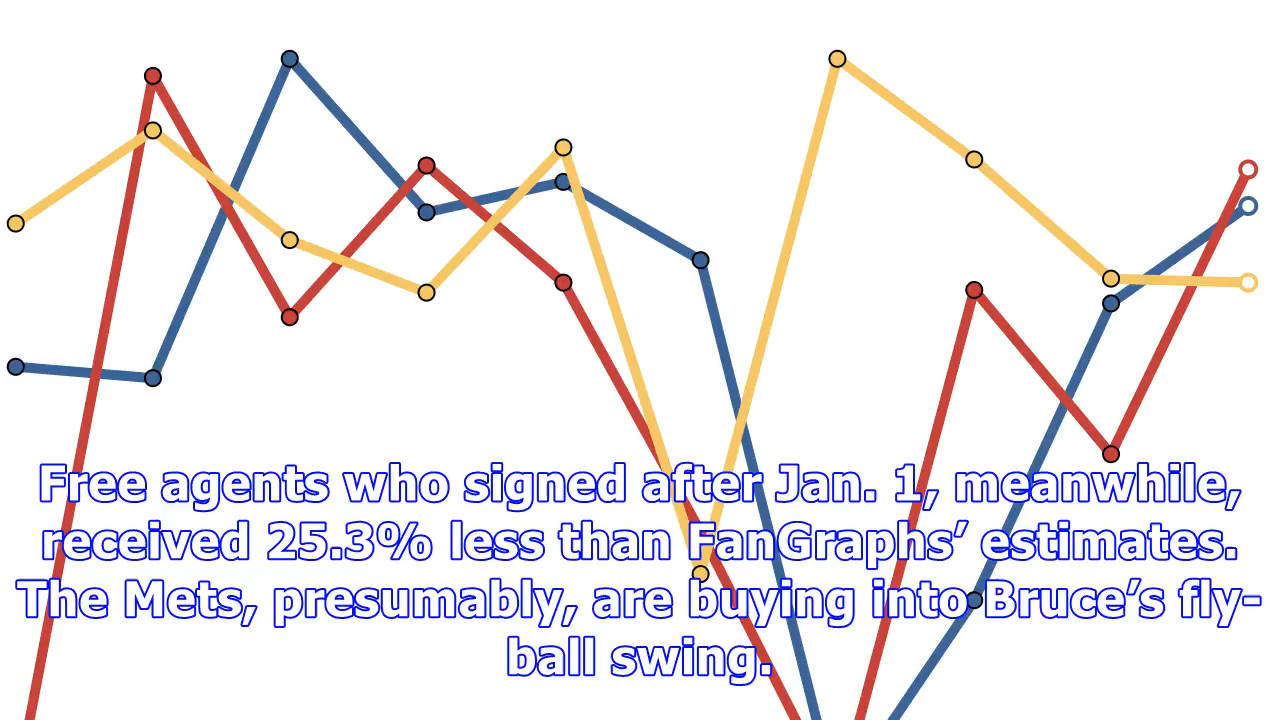 Free agents who signed after Jan. 1, meanwhile,
received 25.3% less than FanGraphs’ estimates.
The Mets, presumably, are buying into Bruce’s fly-
ball swing.